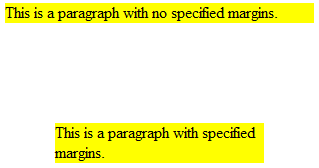 This is a paragraph with no specified margins.
This is a paragraph with specified
margins.